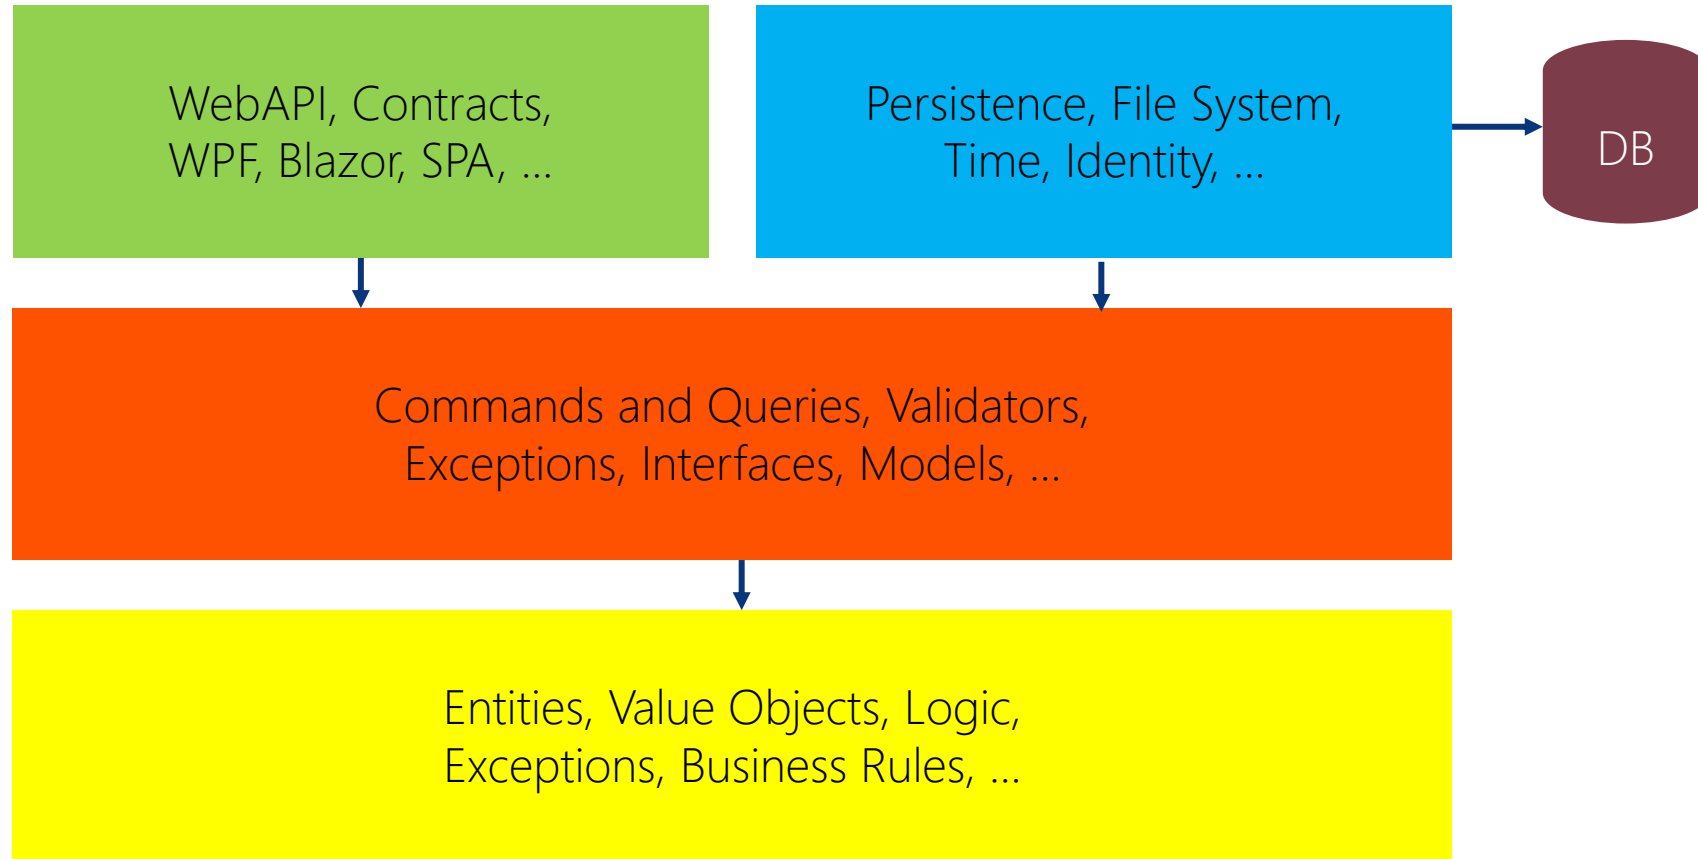 WebAPI, Contracts,
WPF, Blazor, SPA, ...
Persistence, File System,
Time, Identity, ...
DB
Commands and Queries, Validators,
Exceptions, Interfaces, Models, ...
Entities, Value Objects, Logic,
Exceptions, Business Rules, ...